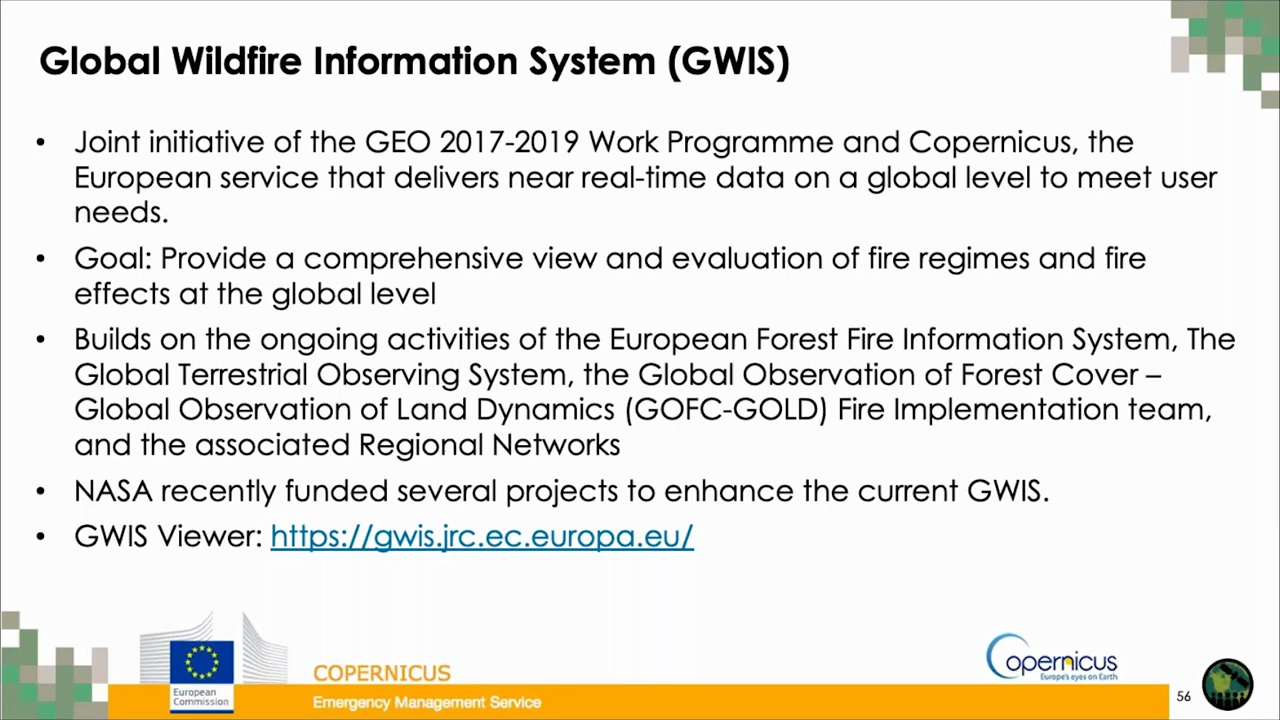 Global Wildfire Information System (GWIS)
• Joint initiative of the GEO 2017-2019 Work Programme and Copernicus, the
European service that delivers near real-time data on a global level to meet user
needs.
• Goal: Provide a comprehensive view and evaluation of fire regimes and fire
effects at the global level
• Builds on the ongoing activities of the European Forest Fire Information System, The
Global Terrestrial Observing System, the Global Observation of Forest Cover –
Global Observation of Land Dynamics (GOFC-GOLD) Fire Implementation team,
and the associated Regional Networks
• NASA recently funded several projects to enhance the current GWIS.
• GWIS Viewer: https://gwis.jrc.ec.europa.eu/
European
Commission
COPERNICUS
Emergency Management Service
Copernicus
Europe's eyes on Earth
56